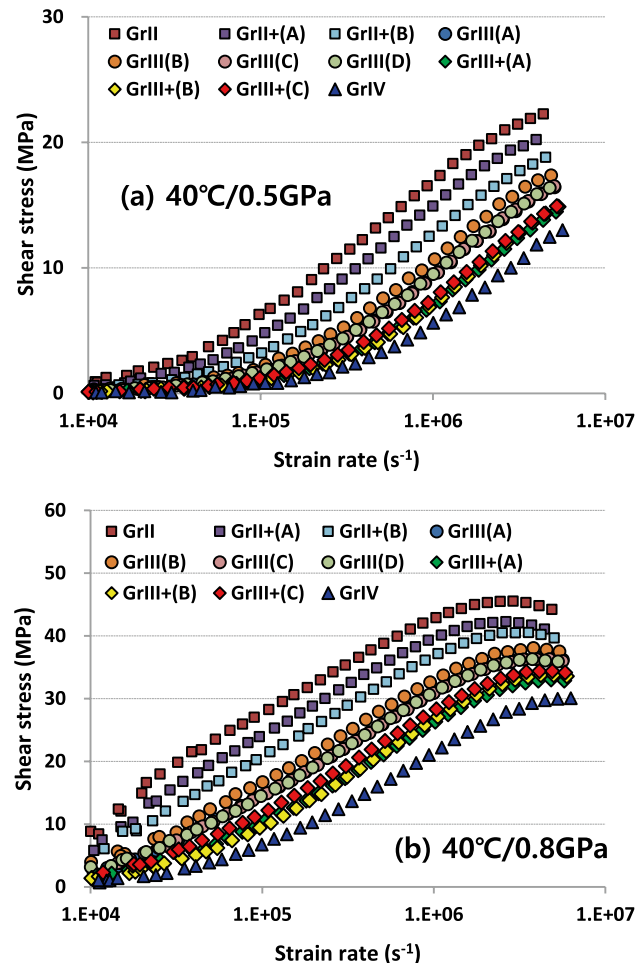 GrII GrII+(A) GrII+(B) GrIII(A)
GrIII(B) GrIII(C) GrIII(D) GrIII+(A)
GrIII+(B) GrIII+(C) GrIV
30
20
10
0
Shear stress (MPa)
(a) 40℃/0.5GPa
1.E+04 1.E+05 1.E+06 1.E+07
Strain rate (s⁻¹)
60
50
40
30
20
10
0
Shear stress (MPa)
GrII GrII+(A) GrII+(B) GrIII(A)
GrIII(B) GrIII(C) GrIII(D) GrIII+(A)
GrIII+(B) GrIII+(C) GrIV
(b) 40℃/0.8GPa
1.E+04 1.E+05 1.E+06 1.E+07
Strain rate (s⁻¹)